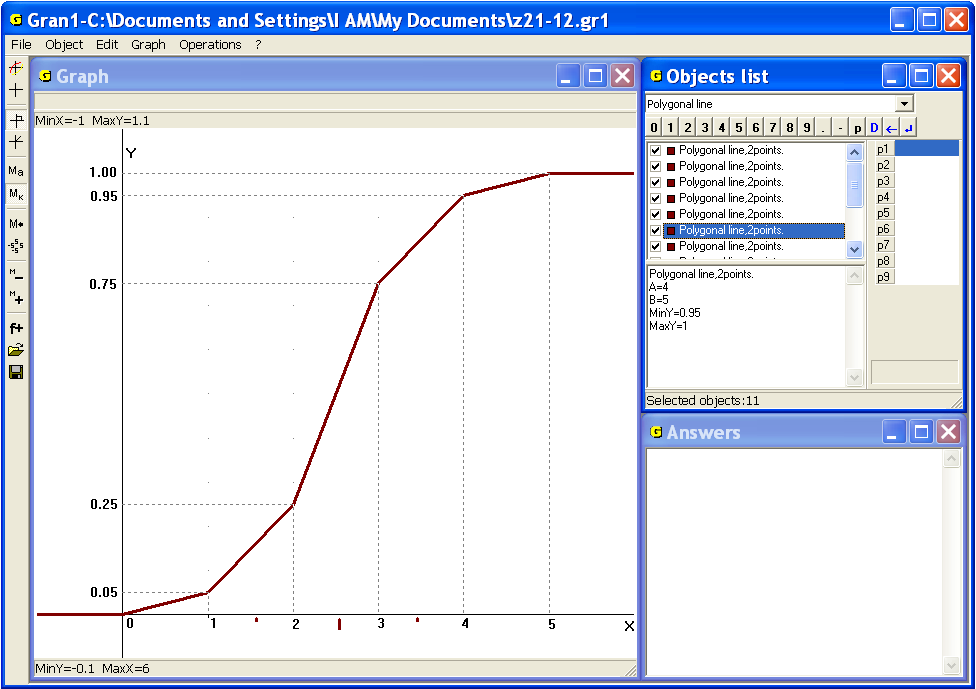 Gran1-C:\Documents and Settings\I AM\My Documents\z21-12.gr1
File Object Edit Graph Operations ?
Graph
MinX=-1 MaxY=1.1
Y
1.00
0.95
0.75
0.25
0.05
0 1 2 3 4 5 X
MinY=-0.1 MaxX=6
Ma
Mк
M
M
M
f+
Objects list
Polygonal line
0 1 2 3 4 5 6 7 8 9 . - p D ← ↵
Polygonal line,2points.
Polygonal line,2points.
Polygonal line,2points.
Polygonal line,2points.
Polygonal line,2points.
Polygonal line,2points.
Polygonal line,2points.
p1
p2
p3
p4
p5
p6
p7
p8
p9
Polygonal line,2points.
A=4
B=5
MinY=0.95
MaxY=1
Selected objects:11
Answers